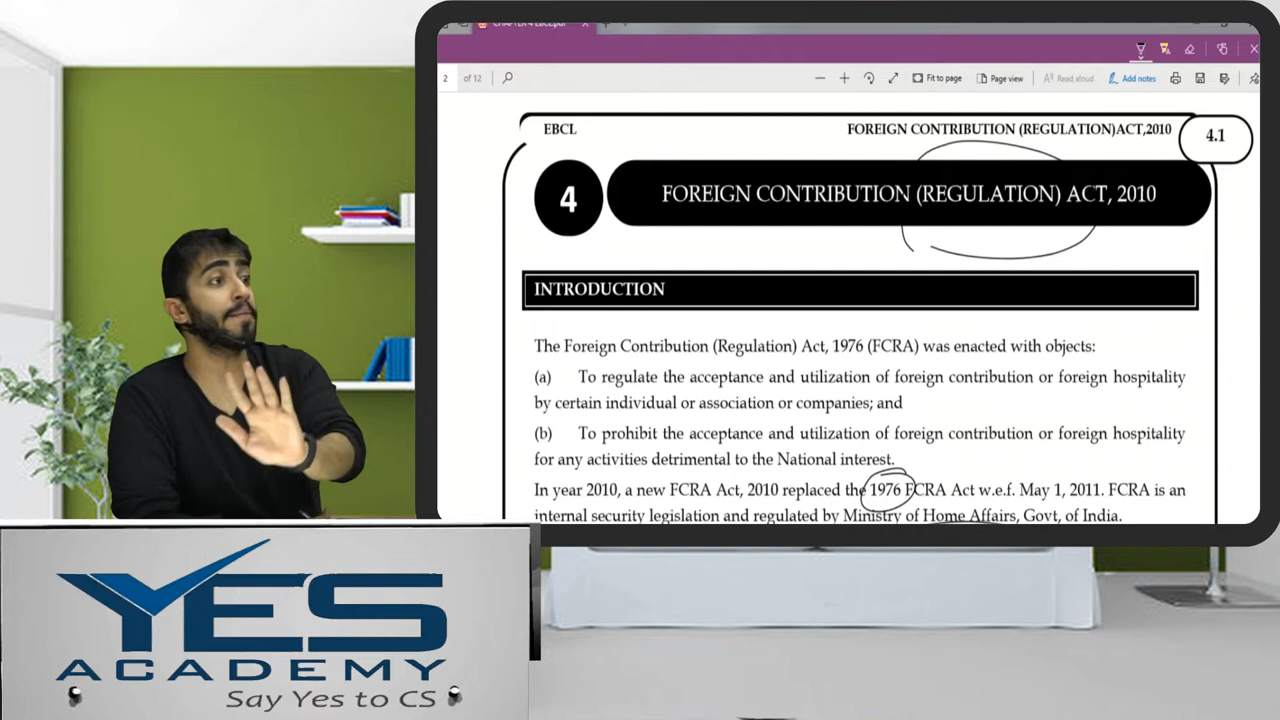 CHAPTER 4 EBCL.pdf
2 of 12
Fit to page
Page view
Read aloud
Add notes
EBCL
FOREIGN CONTRIBUTION (REGULATION)ACT,2010
4.1
4
FOREIGN CONTRIBUTION (REGULATION) ACT, 2010
INTRODUCTION
The Foreign Contribution (Regulation) Act, 1976 (FCRA) was enacted with objects:
(a) To regulate the acceptance and utilization of foreign contribution or foreign hospitality
by certain individual or association or companies; and
(b) To prohibit the acceptance and utilization of foreign contribution or foreign hospitality
for any activities detrimental to the National interest.
In year 2010, a new FCRA Act, 2010 replaced the 1976 FCRA Act w.e.f. May 1, 2011. FCRA is an
internal security legislation and regulated by Ministry of Home Affairs, Govt, of India.
YES
ACADEMY
Say Yes to CS